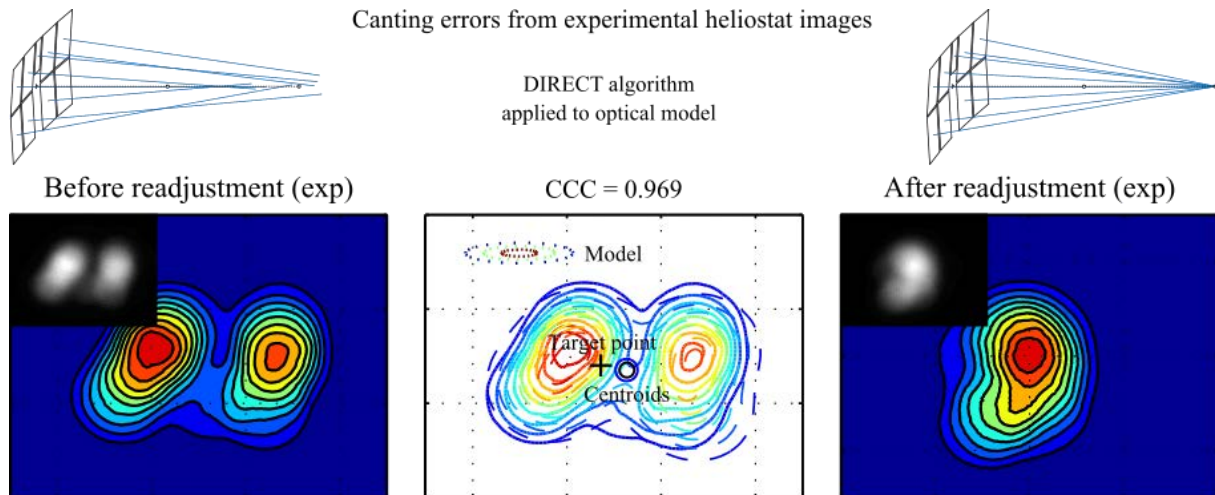 Canting errors from experimental heliostat images
DIRECT algorithm
applied to optical model
Before readjustment (exp)
CCC = 0.969
After readjustment (exp)
Model
Target point
Centroids